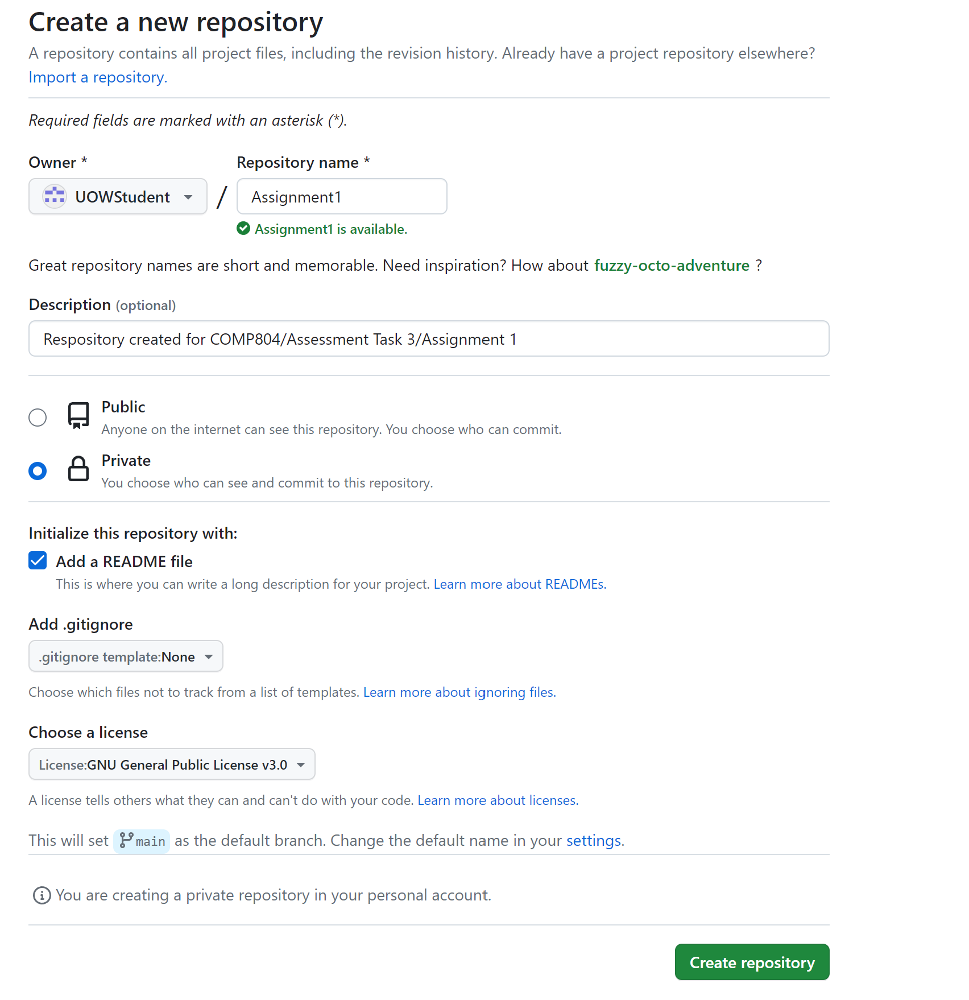 Create a new repository
A repository contains all project files, including the revision history. Already have a project repository elsewhere?
Import a repository.
Required fields are marked with an asterisk (*).
Owner * Repository name *
UOWStudent / Assignment1
Assignment1 is available.
Great repository names are short and memorable. Need inspiration? How about fuzzy-octo-adventure ?
Description (optional)
Respository created for COMP804/Assessment Task 3/Assignment 1
Public
Anyone on the internet can see this repository. You choose who can commit.
Private
You choose who can see and commit to this repository.
Initialize this repository with:
Add a README file
This is where you can write a long description for your project. Learn more about READMEs.
Add .gitignore
.gitignore template:None
Choose which files not to track from a list of templates. Learn more about ignoring files.
Choose a license
License:GNU General Public License v3.0
A license tells others what they can and can't do with your code. Learn more about licenses.
This will set main as the default branch. Change the default name in your settings.
You are creating a private repository in your personal account.
Create repository